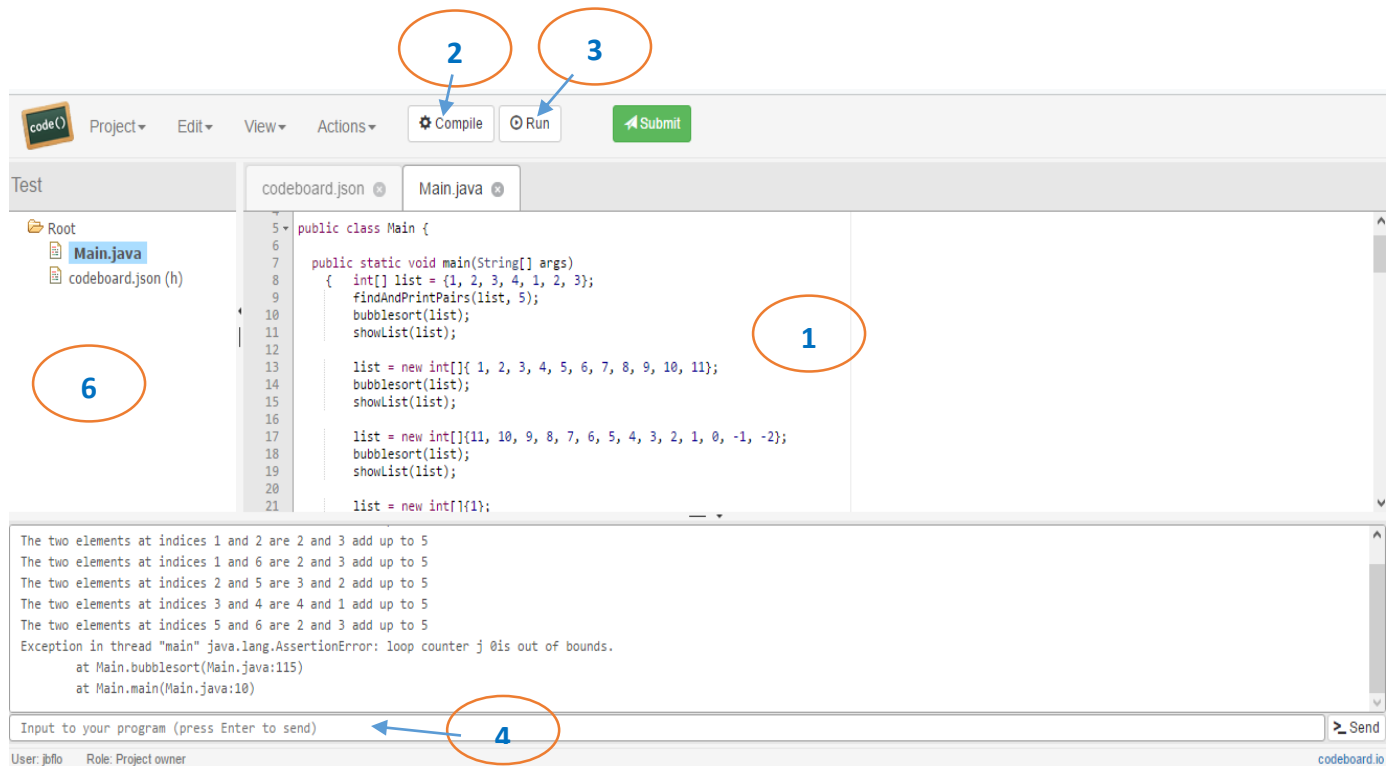 2 3
code() Project Edit View Actions Compile Run Submit
Test codeboard.json Main.java
Root
Main.java
codeboard.json (h)
6
4
5 public class Main {
6
7 public static void main(String[] args)
8 { int[] list = {1, 2, 3, 4, 1, 2, 3};
9 findAndPrintPairs(list, 5);
10 bubblesort(list);
11 showList(list);
12
13 list = new int[]{ 1, 2, 3, 4, 5, 6, 7, 8, 9, 10, 11};
14 bubblesort(list);
15 showList(list);
16
17 list = new int[]{11, 10, 9, 8, 7, 6, 5, 4, 3, 2, 1, 0, -1, -2};
18 bubblesort(list);
19 showList(list);
20
21 list = new int[]{1};
1
The two elements at indices 1 and 2 are 2 and 3 add up to 5
The two elements at indices 1 and 6 are 2 and 3 add up to 5
The two elements at indices 2 and 5 are 3 and 2 add up to 5
The two elements at indices 3 and 4 are 4 and 1 add up to 5
The two elements at indices 5 and 6 are 2 and 3 add up to 5
Exception in thread "main" java.lang.AssertionError: loop counter j 0is out of bounds.
at Main.bubblesort(Main.java:115)
at Main.main(Main.java:10)
Input to your program (press Enter to send) 4 >_ Send
User: jbflo Role: Project owner codeboard.io